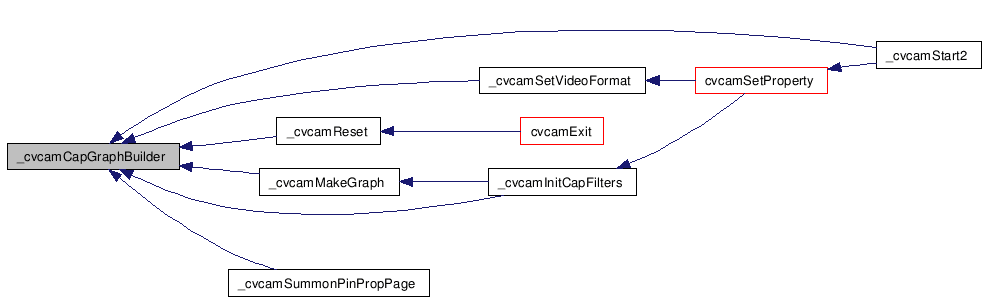 _cvcamStart2
_cvcamSetVideoFormat
cvcamSetProperty
_cvcamReset
cvcamExit
_cvcamCapGraphBuilder
_cvcamMakeGraph
_cvcamInitCapFilters
_cvcamSummonPinPropPage